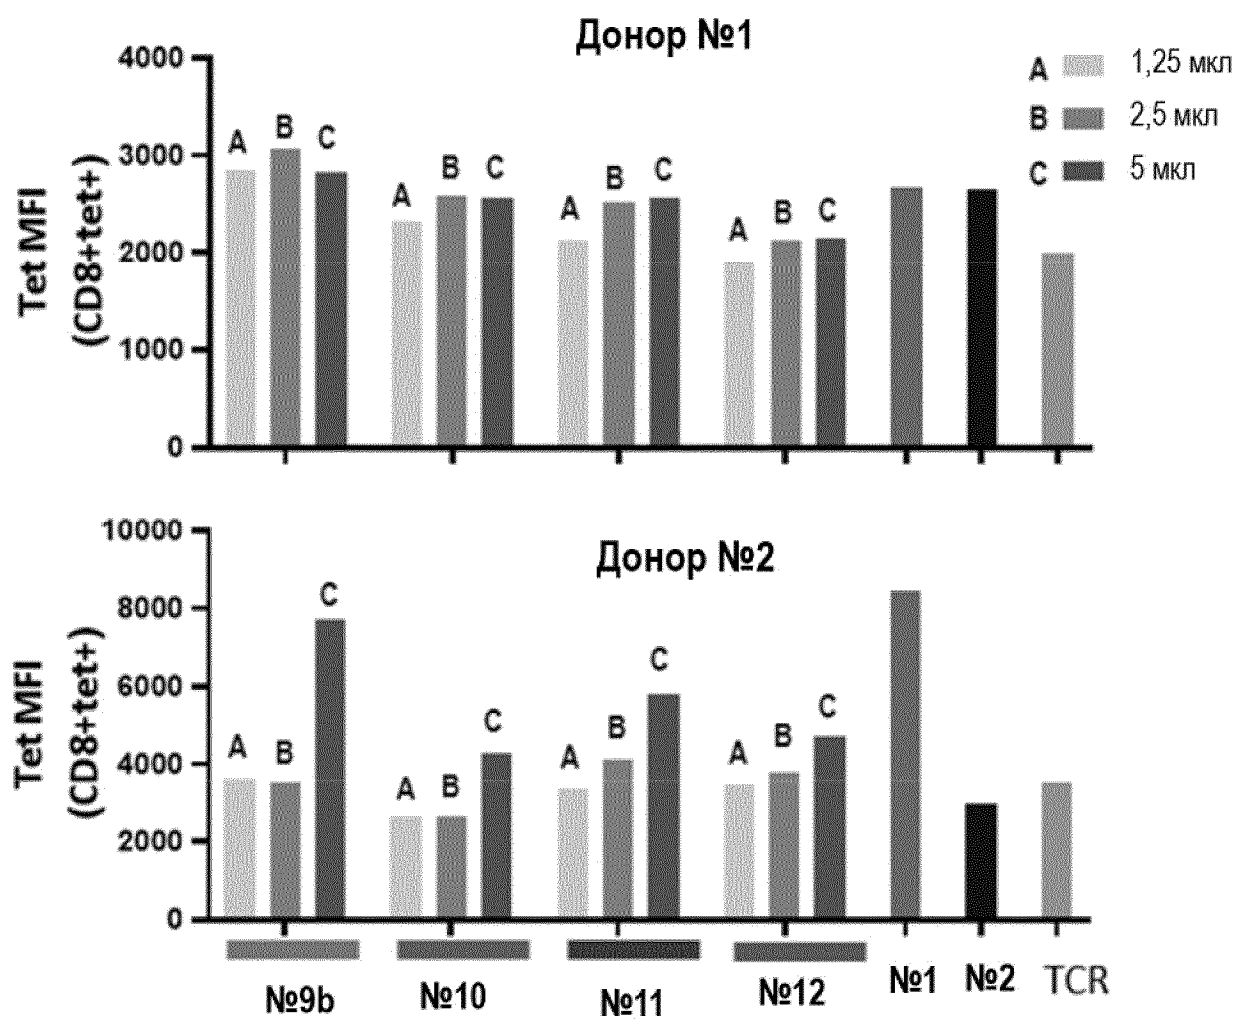 Донор №1
A 1,25 мкл
B 2,5 мкл
C 5 мкл
Tet MFI
(CD8+tet+)
4000
3000
2000
1000
0
A B C
A B C
A B C
A B C
Донор №2
Tet MFI
(CD8+tet+)
10000
8000
6000
4000
2000
0
A B C
A B C
A B C
A B C
№9b №10 №11 №12 №1 №2 TCR